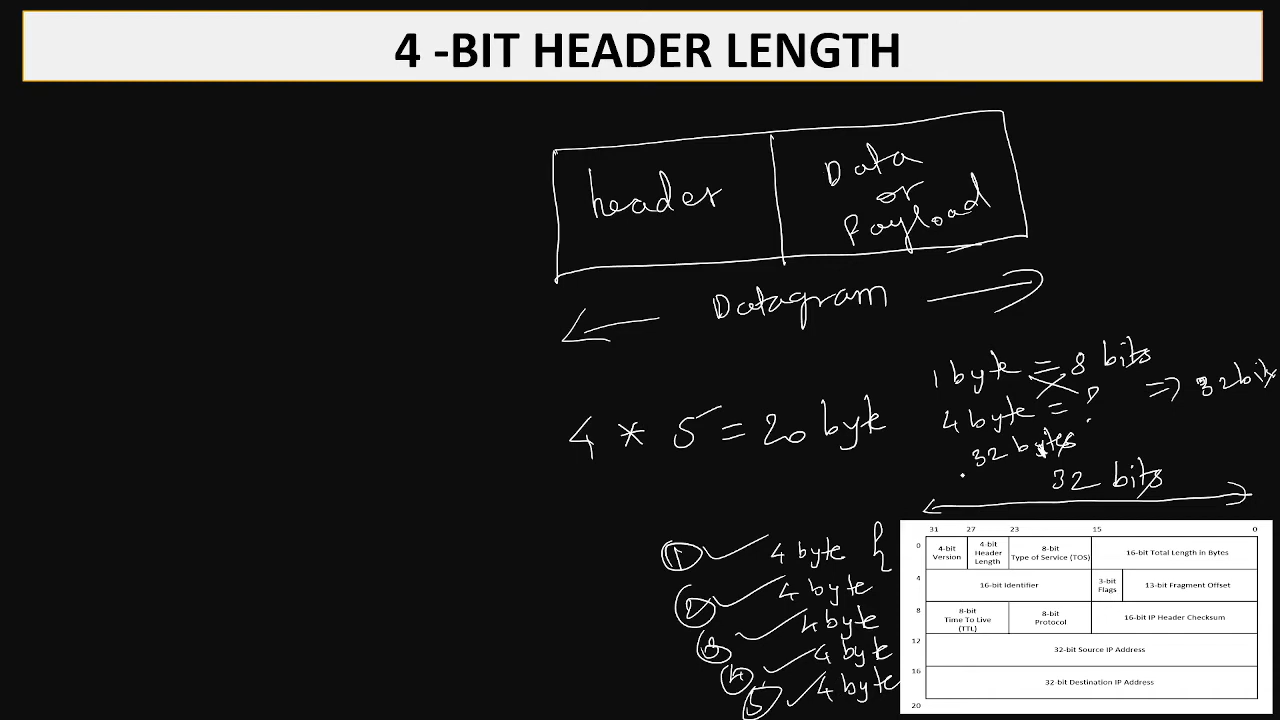 4 -BIT HEADER LENGTH
header
Data
or
Payload
Datagram
1 byte = 8 bits
4 byte = ?
=> 32 bits
32 bytes
4 * 5 = 20 byte
32 bits
1 4 byte
2 4 byte
3 4 byte
4 4 byte
5 4 byte
31 27 23 15 0
0
4-bit
Version
4-bit
Header
Length
8-bit
Type of Service (TOS)
16-bit Total Length in Bytes
4
16-bit Identifier
3-bit
Flags
13-bit Fragment Offset
8
8-bit
Time To Live
(TTL)
8-bit
Protocol
16-bit IP Header Checksum
12
32-bit Source IP Address
16
32-bit Destination IP Address
20